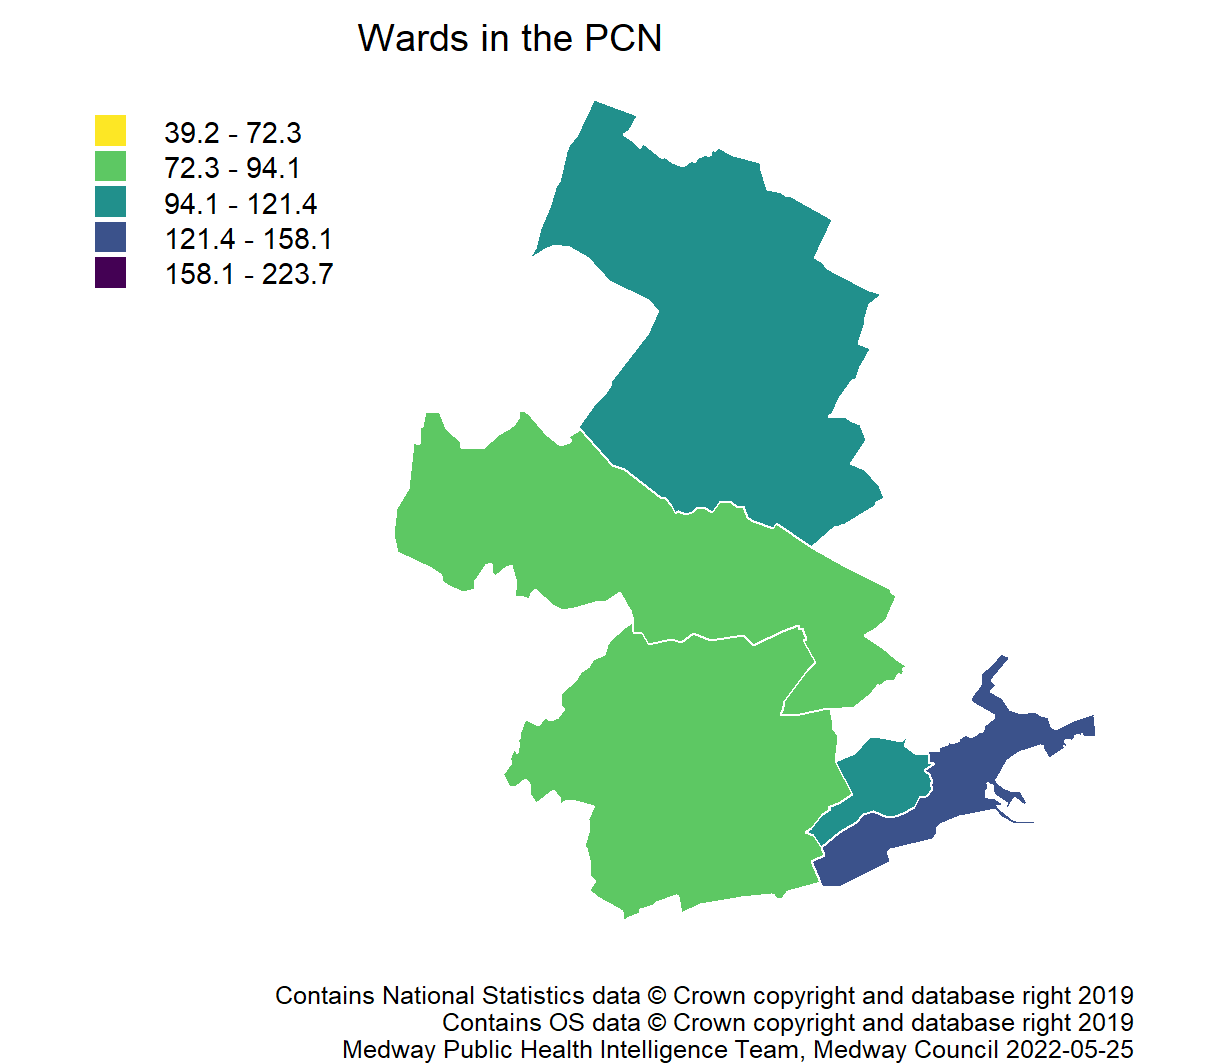 Wards in the PCN
39.2 - 72.3
72.3 - 94.1
94.1 - 121.4
121.4 - 158.1
158.1 - 223.7
Contains National Statistics data © Crown copyright and database right 2019
Contains OS data © Crown copyright and database right 2019
Medway Public Health Intelligence Team, Medway Council 2022-05-25